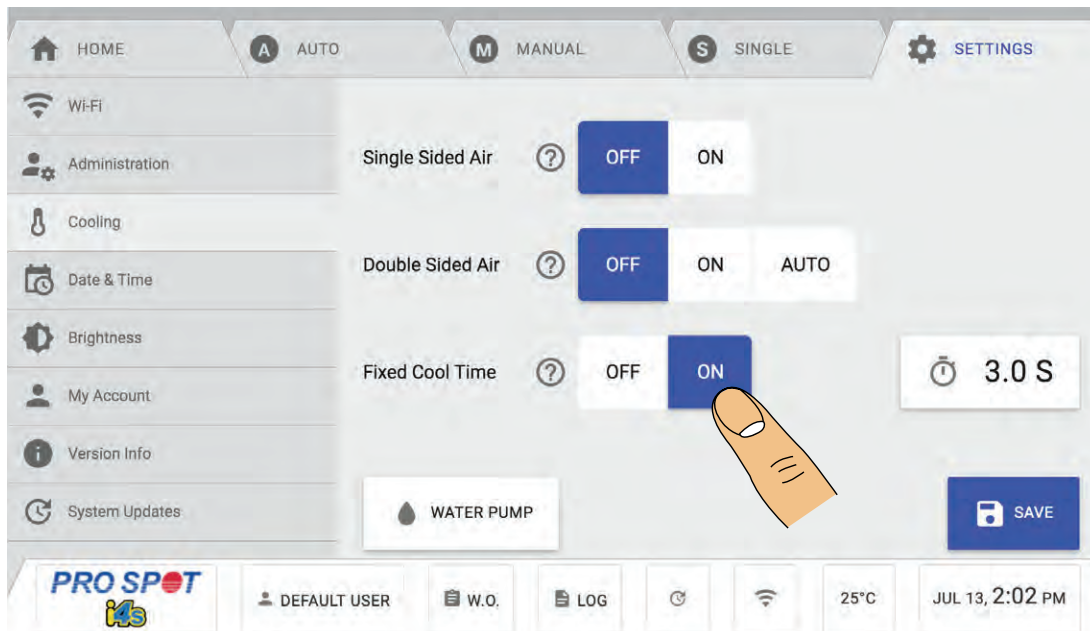 HOME
A AUTO
M MANUAL
S SINGLE
SETTINGS
Wi-Fi
Administration
Cooling
Date & Time
Brightness
My Account
Version Info
System Updates
Single Sided Air ? OFF ON
Double Sided Air ? OFF ON AUTO
Fixed Cool Time ? OFF ON 3.0 S
WATER PUMP
SAVE
PRO SPOT
i4s
DEFAULT USER
W.O.
LOG
25°C
JUL 13, 2:02 PM